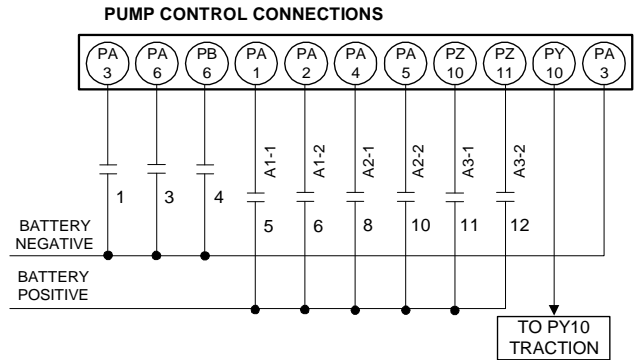 PUMP CONTROL CONNECTIONS
PA PA PB PA PA PA PA PZ PZ PY PA
3 6 6 1 2 4 5 10 11 10 3
A1-1 A1-2 A2-1 A2-2 A3-1 A3-2
1 3 4
5 6 8 10 11 12
BATTERY
NEGATIVE
BATTERY
POSITIVE
TO PY10
TRACTION